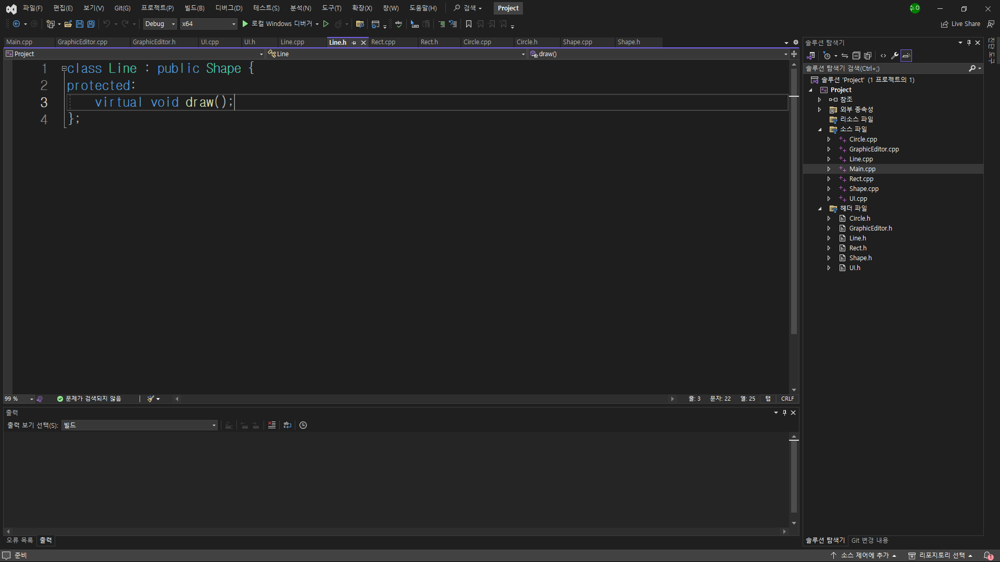 파일(F) 편집(E) 보기(V) Git(G) 프로젝트(P) 빌드(B) 디버그(D) 테스트(S) 분석(N) 도구(T) 확장(X) 창(W) 도움말(H) 검색 Project
Debug x64 로컬 Windows 디버거 Live Share
Main.cpp GraphicEditor.cpp GraphicEditor.h UI.cpp UI.h Line.cpp Line.h Rect.cpp Rect.h Circle.cpp Circle.h Shape.cpp Shape.h
Project Line draw()
1 class Line : public Shape {
2 protected:
3 virtual void draw();
4 };
99 % 문제가 검색되지 않음 줄: 3 문자: 22 열: 25 탭 CRLF
출력
출력 보기 선택(S): 빌드
오류 목록 출력
솔루션 탐색기
솔루션 탐색기 검색(Ctrl+;)
솔루션 'Project' (1 프로젝트의 1)
Project
참조
외부 종속성
리소스 파일
소스 파일
Circle.cpp
GraphicEditor.cpp
Line.cpp
Main.cpp
Rect.cpp
Shape.cpp
UI.cpp
헤더 파일
Circle.h
GraphicEditor.h
Line.h
Rect.h
Shape.h
UI.h
솔루션 탐색기 Git 변경 내용
진단 도구
준비 소스 제어에 추가 리포지토리 선택 1